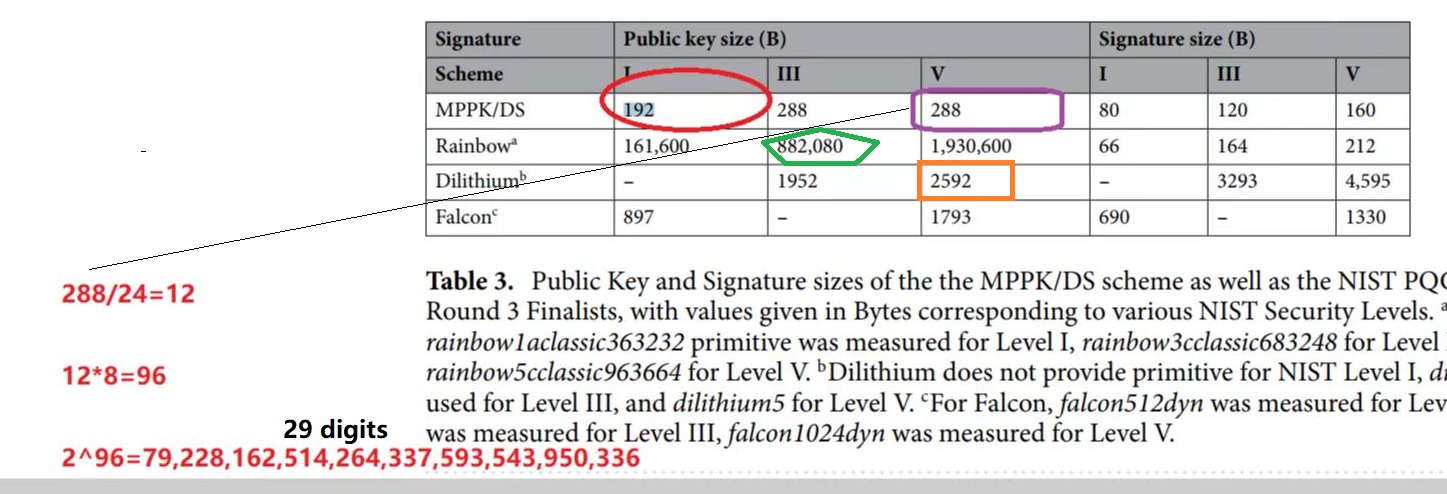 Signature Public key size (B) Signature size (B)
Scheme I III V I III V
MPPK/DS 192 288 288 80 120 160
Rainbowᵃ 161,600 882,080 1,930,600 66 164 212
Dilithiumᵇ – 1952 2592 – 3293 4,595
Falconᶜ 897 – 1793 690 – 1330
288/24=12
12*8=96
29 digits
2^96=79,228,162,514,264,337,593,543,950,336
Table 3. Public Key and Signature sizes of the the MPPK/DS scheme as well as the NIST PQC
Round 3 Finalists, with values given in Bytes corresponding to various NIST Security Levels. ᵃ
rainbow1aclassic363232 primitive was measured for Level I, rainbow3cclassic683248 for Level
rainbow5cclassic963664 for Level V. ᵇDilithium does not provide primitive for NIST Level I,
used for Level III, and dilithium5 for Level V. ᶜFor Falcon, falcon512dyn was measured for Lev
was measured for Level III, falcon1024dyn was measured for Level V.